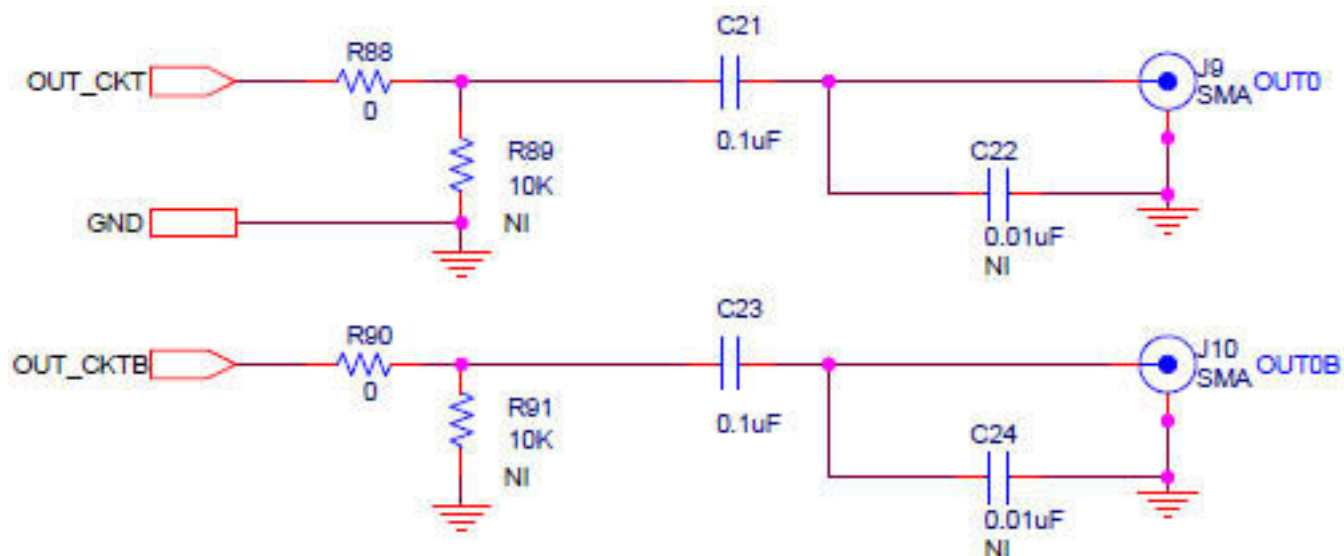 C21
R88
OUT_CKT
0
J9
SMA OUT0
0.1uF
R89
10K
NI
C22
GND
0.01uF
NI
C23
R90
OUT_CKTB
0
J10
SMA OUT0B
R91
10K
NI
0.1uF
C24
0.01uF
NI